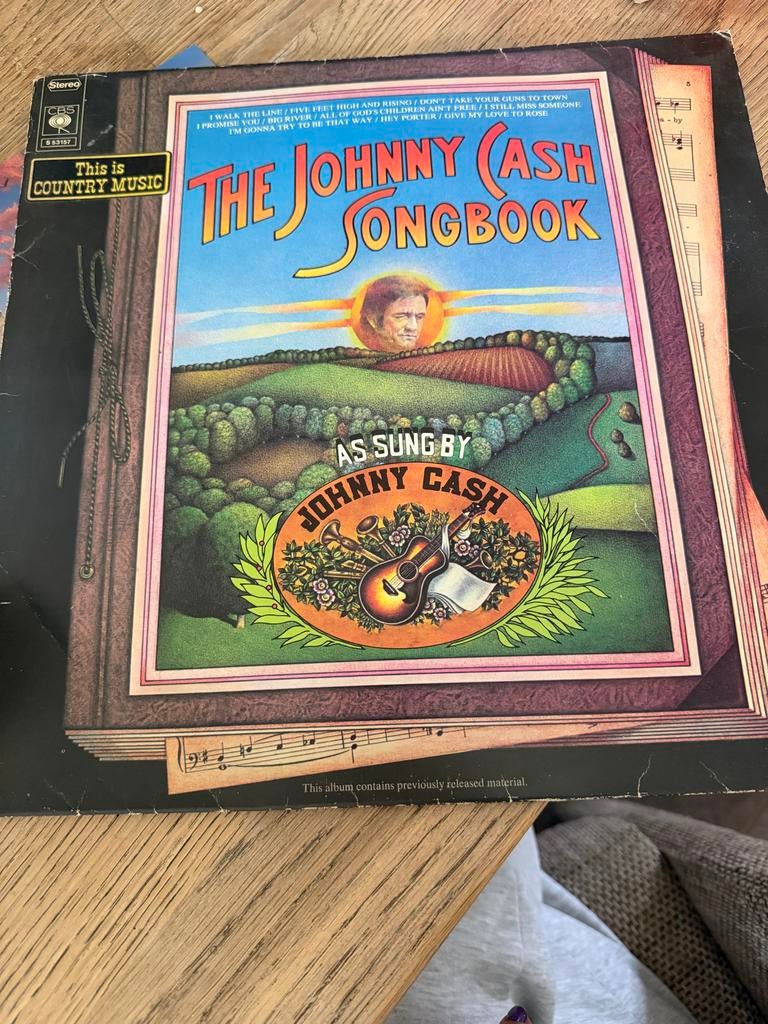 Stereo
CBS
S 53157
This is
COUNTRY MUSIC
I WALK THE LINE / FIVE FEET HIGH AND RISING / DON'T TAKE YOUR GUNS TO TOWN
I PROMISE YOU / BIG RIVER / ALL OF GOD'S CHILDREN AIN'T FREE / I STILL MISS SOMEONE
I'M GONNA TRY TO BE THAT WAY / HEY PORTER / GIVE MY LOVE TO ROSE
THE JOHNNY CASH
SONGBOOK
AS SUNG BY
JOHNNY CASH
5
a - by
This album contains previously released material.